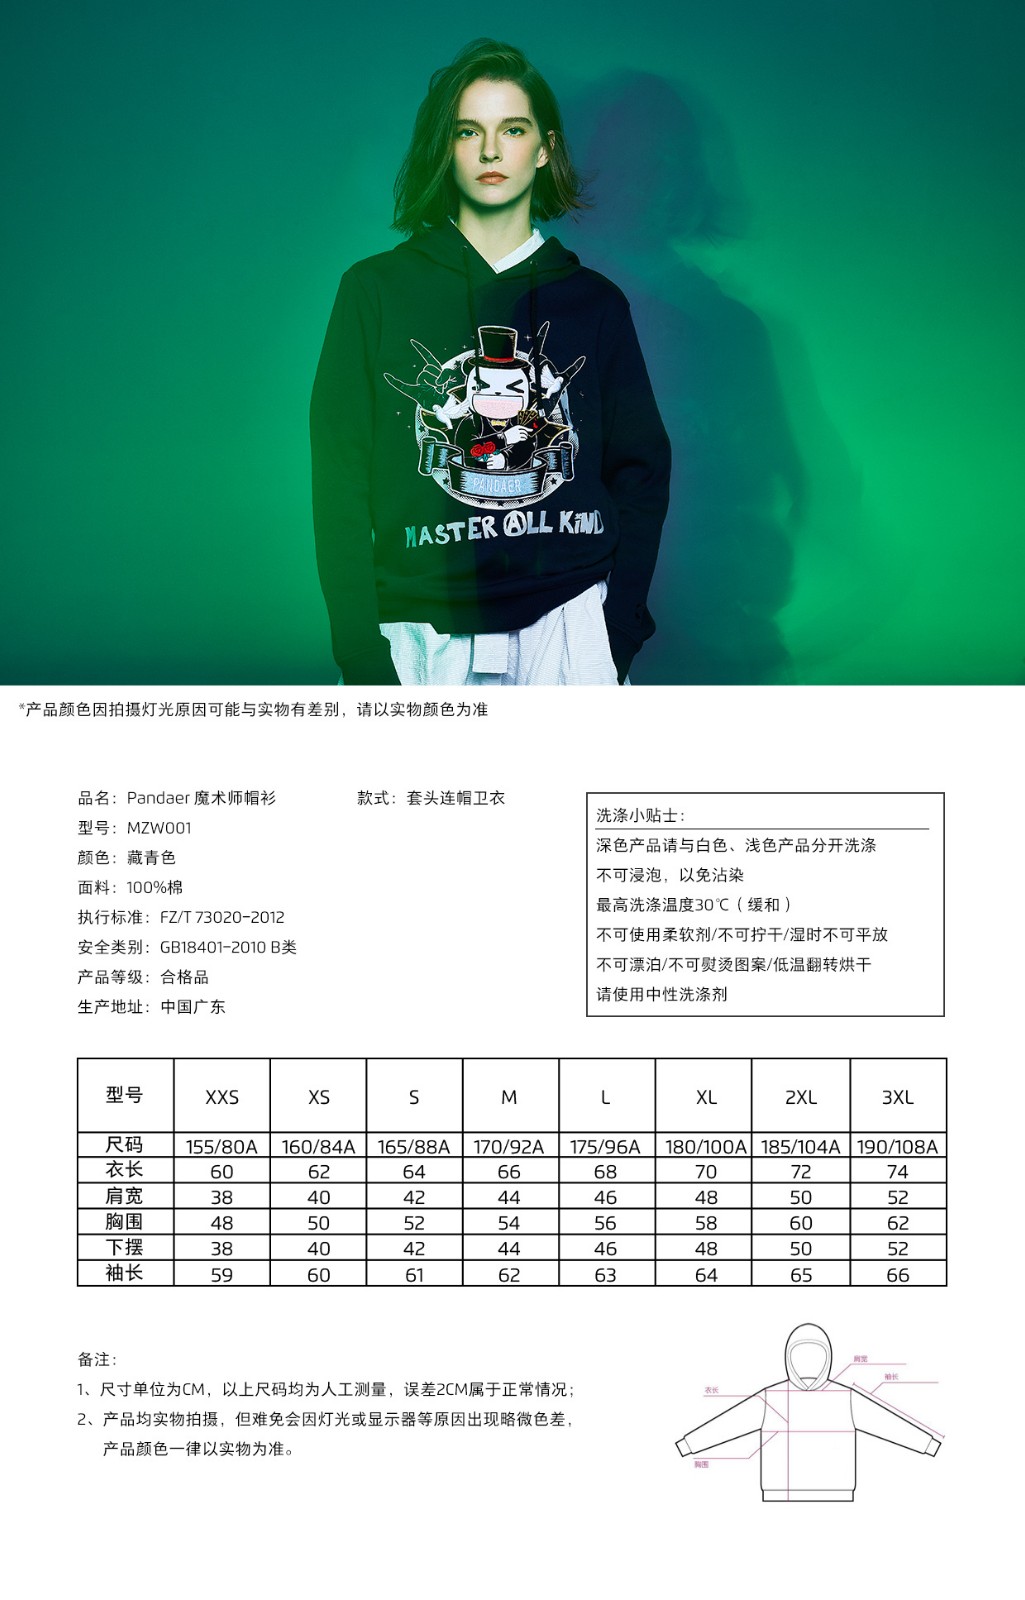 PANDAER
MASTER ALL KIND
*产品颜色因拍摄灯光原因可能与实物有差别，请以实物颜色为准
品名：Pandaer 魔术师帽衫 款式：套头连帽卫衣
型号：MZW001
颜色：藏青色
面料：100%棉
执行标准：FZ/T 73020-2012
安全类别：GB18401-2010 B类
产品等级：合格品
生产地址：中国广东
洗涤小贴士：
深色产品请与白色、浅色产品分开洗涤
不可浸泡，以免沾染
最高洗涤温度30℃（缓和）
不可使用柔软剂/不可拧干/湿时不可平放
不可漂泊/不可熨烫图案/低温翻转烘干
请使用中性洗涤剂
型号 XXS XS S M L XL 2XL 3XL
尺码 155/80A 160/84A 165/88A 170/92A 175/96A 180/100A 185/104A 190/108A
衣长 60 62 64 66 68 70 72 74
肩宽 38 40 42 44 46 48 50 52
胸围 48 50 52 54 56 58 60 62
下摆 38 40 42 44 46 48 50 52
袖长 59 60 61 62 63 64 65 66
备注：
1、尺寸单位为CM，以上尺码均为人工测量，误差2CM属于正常情况；
2、产品均实物拍摄，但难免会因灯光或显示器等原因出现略微色差，
产品颜色一律以实物为准。
肩宽
袖长
衣长
胸围